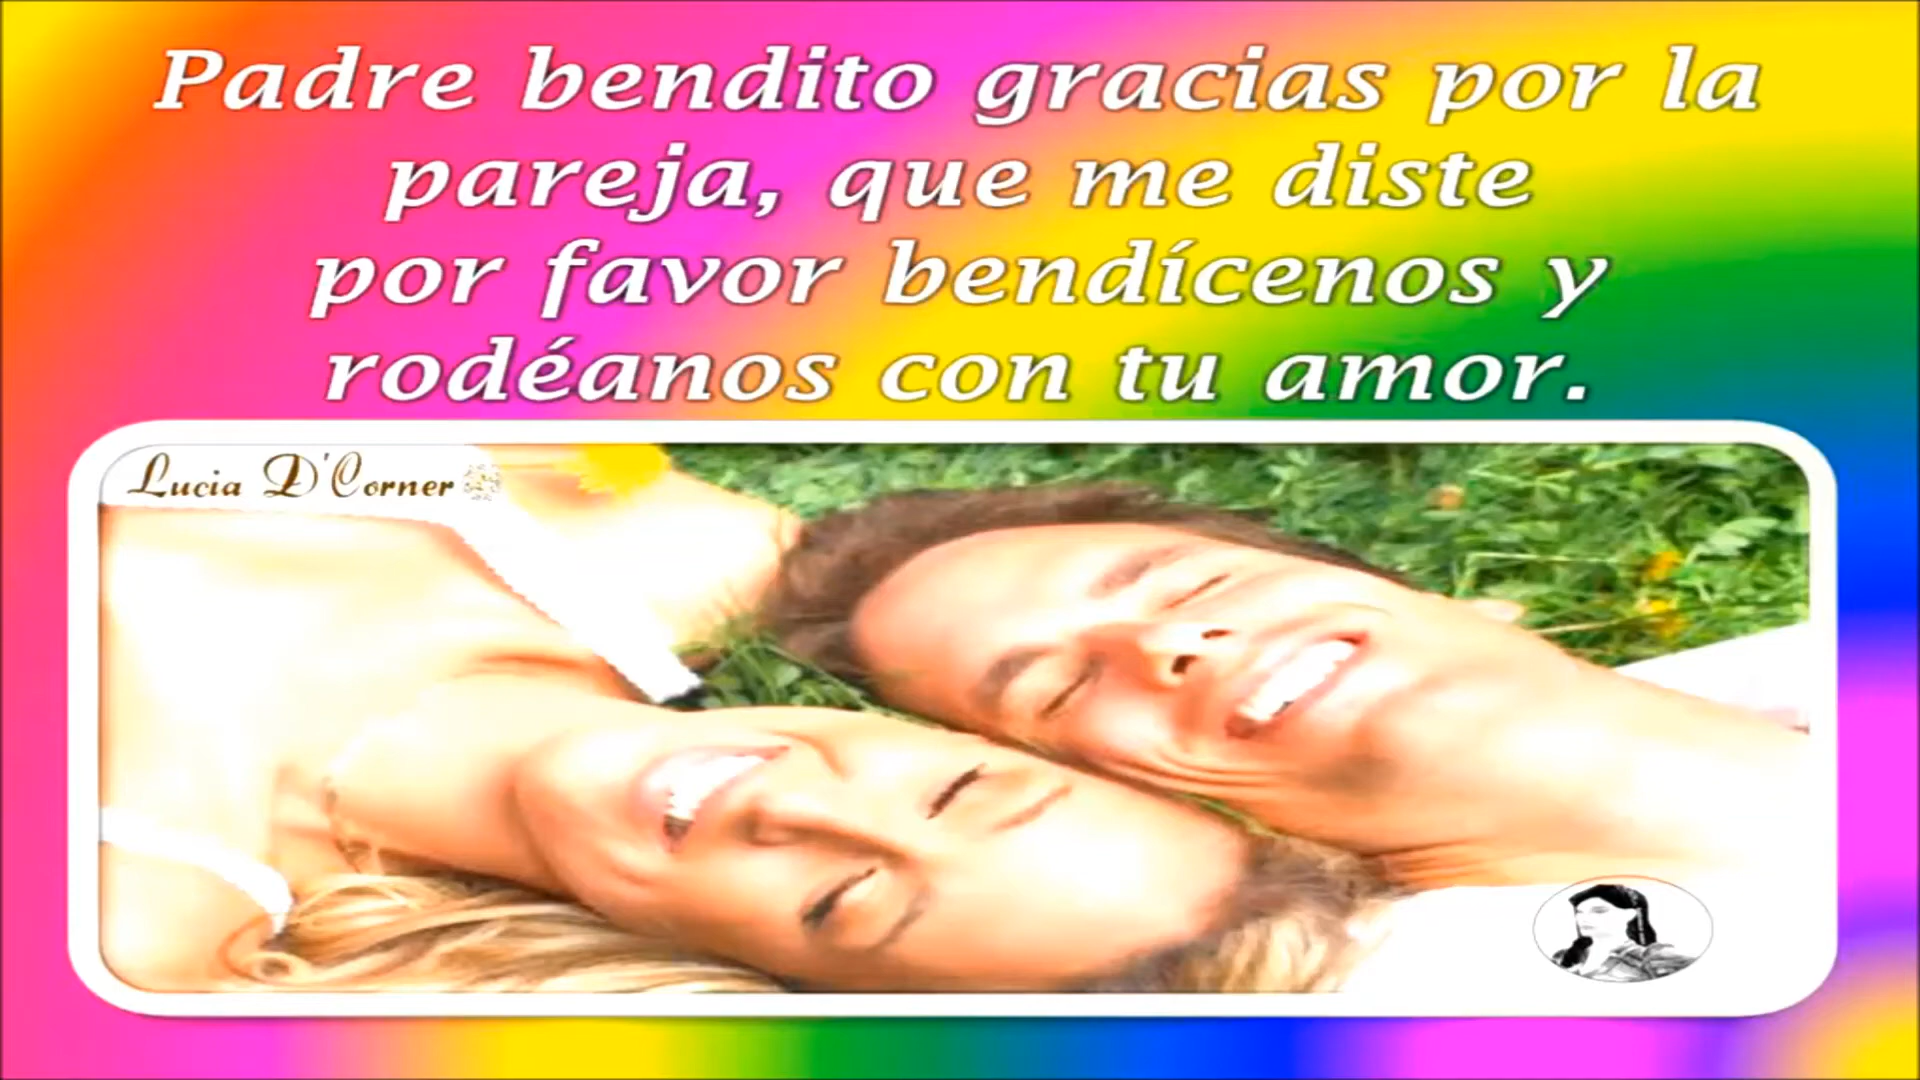 Padre bendito gracias por la
pareja, que me diste
por favor bendícenos y
rodéanos con tu amor.
Lucia D'Corner